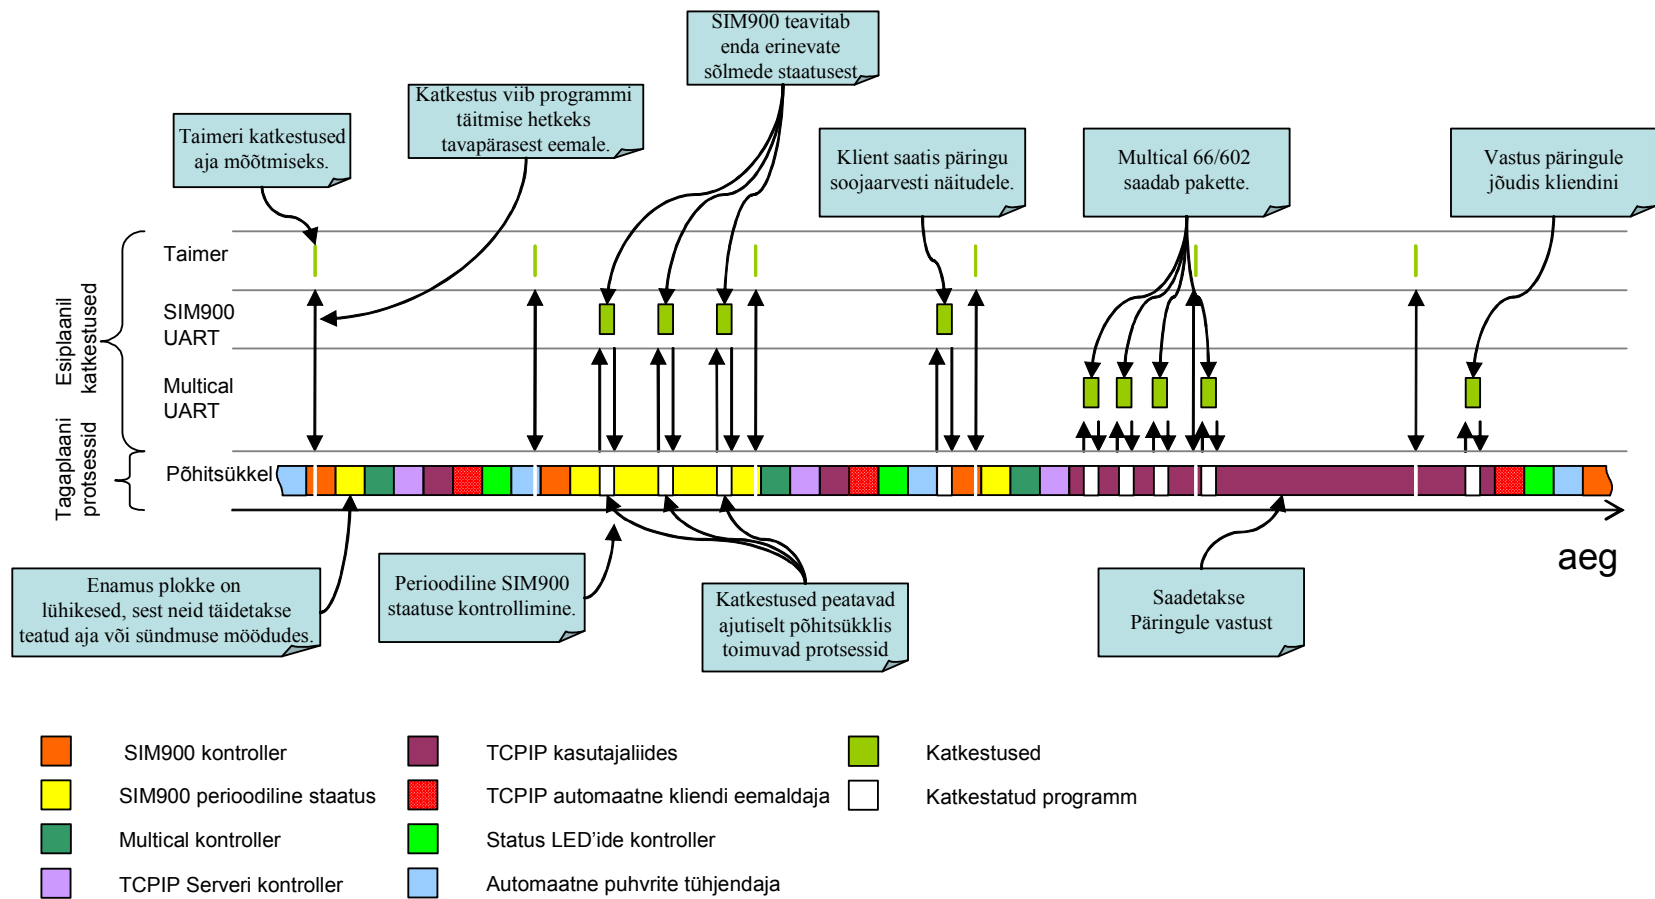 SIM900 teavitab
enda erinevate
sõlmede staatusest
Katkestus viib programmi
täitmise hetkeks
tavapärasest eemale.
Taimeri katkestused
aja mõõtmiseks.
Klient saatis päringu
soojaarvesti näitudele.
Multical 66/602
saadab pakette.
Vastus päringule
jõudis kliendini
Esiplaanil
katkestused
Taimer
SIM900
UART
Multical
UART
Tagaplaani
protsessid
Põhitsükkel
aeg
Enamus plokke on
lühikesed, sest neid täidetakse
teatud aja või sündmuse möödudes.
Perioodiline SIM900
staatuse kontrollimine.
Katkestused peatavad
ajutiselt põhitsükklis
toimuvad protsessid
Saadetakse
Päringule vastust
SIM900 kontroller
SIM900 perioodiline staatus
Multical kontroller
TCPIP Serveri kontroller
TCPIP kasutajaliides
TCPIP automaatne kliendi eemaldaja
Status LED'ide kontroller
Automaatne puhvrite tühjendaja
Katkestused
Katkestatud programm